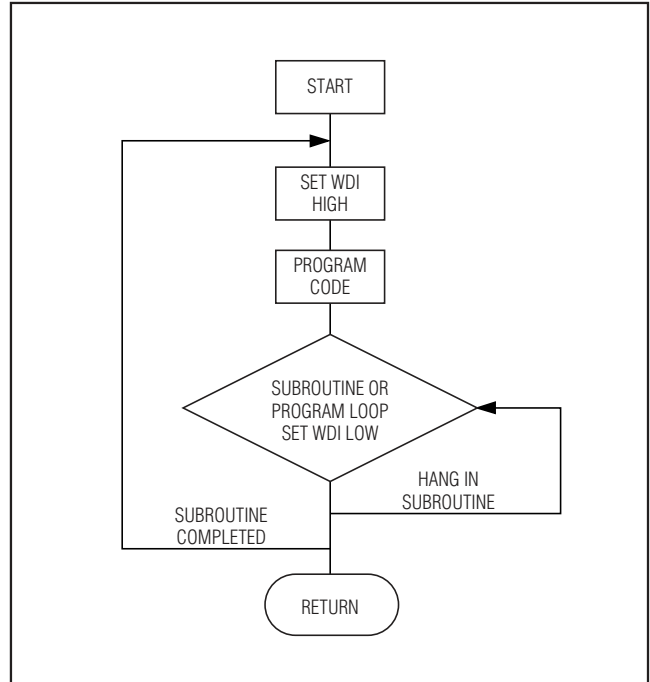 START
SET WDI
HIGH
PROGRAM
CODE
SUBROUTINE OR
PROGRAM LOOP
SET WDI LOW
HANG IN
SUBROUTINE
SUBROUTINE
COMPLETED
RETURN